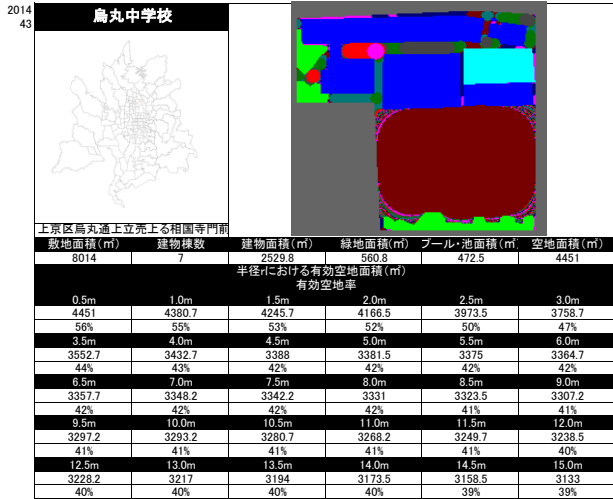 2014
43
烏丸中学校
上京区烏丸通上立売上る相国寺門前
敷地面積(㎡) 建物棟数 建物面積(㎡) 緑地面積(㎡) プール・池面積(㎡) 空地面積(㎡)
8014 7 2529.8 560.8 472.5 4451
半径rにおける有効空地面積(㎡)
有効空地率
0.5m 1.0m 1.5m 2.0m 2.5m 3.0m
4451 4380.7 4245.7 4166.5 3973.5 3758.7
56% 55% 53% 52% 50% 47%
3.5m 4.0m 4.5m 5.0m 5.5m 6.0m
3552.7 3432.7 3388 3381.5 3375 3364.7
44% 43% 42% 42% 42% 42%
6.5m 7.0m 7.5m 8.0m 8.5m 9.0m
3357.7 3348.2 3342.2 3331 3323.5 3307.2
42% 42% 42% 42% 41% 41%
9.5m 10.0m 10.5m 11.0m 11.5m 12.0m
3297.2 3293.2 3280.7 3268.2 3249.7 3238.5
41% 41% 41% 41% 41% 40%
12.5m 13.0m 13.5m 14.0m 14.5m 15.0m
3228.2 3217 3194 3173.5 3158.5 3133
40% 40% 40% 40% 39% 39%